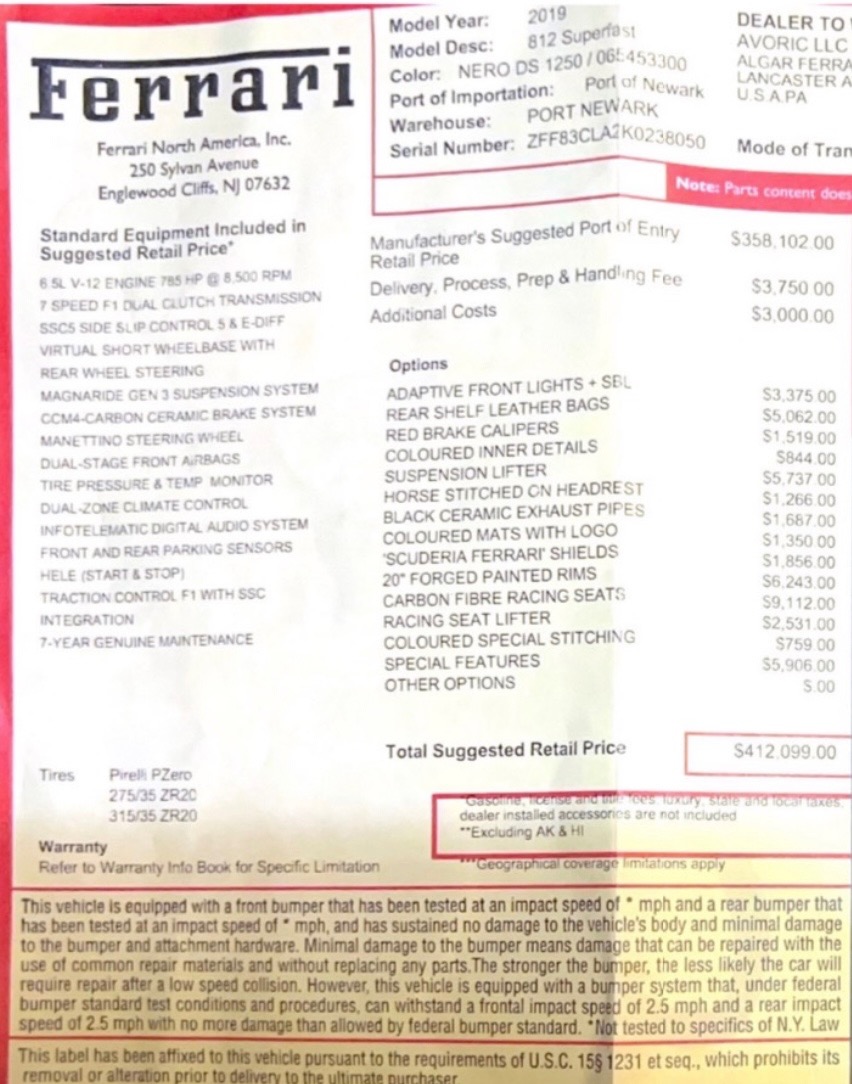 Ferrari
Ferrari North America, Inc.
250 Sylvan Avenue
Englewood Cliffs, NJ 07632
Model Year: 2019
Model Desc: 812 Superfast
Color: NERO DS 1250 / 065453300
Port of Importation: Port of Newark
Warehouse: PORT NEWARK
Serial Number: ZFF83CLA2K0238050
DEALER TO
AVORIC LLC
ALGAR FERRA
LANCASTER A
U.S.A.PA
Mode of Tran
Note: Parts content does
Standard Equipment Included in
Suggested Retail Price*
6.5L V-12 ENGINE 785 HP @ 8,500 RPM
7 SPEED F1 DUAL CLUTCH TRANSMISSION
SSC5 SIDE SLIP CONTROL 5 & E-DIFF
VIRTUAL SHORT WHEELBASE WITH
REAR WHEEL STEERING
MAGNARIDE GEN 3 SUSPENSION SYSTEM
CCM4-CARBON CERAMIC BRAKE SYSTEM
MANETTINO STEERING WHEEL
DUAL-STAGE FRONT AIRBAGS
TIRE PRESSURE & TEMP MONITOR
DUAL-ZONE CLIMATE CONTROL
INFOTELEMATIC DIGITAL AUDIO SYSTEM
FRONT AND REAR PARKING SENSORS
HELE (START & STOP)
TRACTION CONTROL F1 WITH SSC
INTEGRATION
7-YEAR GENUINE MAINTENANCE
Manufacturer's Suggested Port of Entry
Retail Price $358,102.00
Delivery, Process, Prep & Handling Fee $3,750.00
Additional Costs $3,000.00
Options
ADAPTIVE FRONT LIGHTS + SBL $3,375.00
REAR SHELF LEATHER BAGS $5,062.00
RED BRAKE CALIPERS $1,519.00
COLOURED INNER DETAILS $844.00
SUSPENSION LIFTER $5,737.00
HORSE STITCHED ON HEADREST $1,266.00
BLACK CERAMIC EXHAUST PIPES $1,687.00
COLOURED MATS WITH LOGO $1,350.00
'SCUDERIA FERRARI' SHIELDS $1,856.00
20" FORGED PAINTED RIMS $6,243.00
CARBON FIBRE RACING SEATS $9,112.00
RACING SEAT LIFTER $2,531.00
COLOURED SPECIAL STITCHING $759.00
SPECIAL FEATURES $5,906.00
OTHER OPTIONS $.00
Total Suggested Retail Price $412,099.00
Tires Pirelli PZero
275/35 ZR20
315/35 ZR20
Warranty
Refer to Warranty Info Book for Specific Limitation
*Gasoline, license and title fees, luxury, state and local taxes,
dealer installed accessories are not included
**Excluding AK & HI
***Geographical coverage limitations apply
This vehicle is equipped with a front bumper that has been tested at an impact speed of * mph and a rear bumper that
has been tested at an impact speed of * mph, and has sustained no damage to the vehicle's body and minimal damage
to the bumper and attachment hardware. Minimal damage to the bumper means damage that can be repaired with the
use of common repair materials and without replacing any parts.The stronger the bumper, the less likely the car will
require repair after a low speed collision. However, this vehicle is equipped with a bumper system that, under federal
bumper standard test conditions and procedures, can withstand a frontal impact speed of 2.5 mph and a rear impact
speed of 2.5 mph with no more damage than allowed by federal bumper standard. *Not tested to specifics of N.Y. Law
This label has been affixed to this vehicle pursuant to the requirements of U.S.C. 15§ 1231 et seq., which prohibits its
removal or alteration prior to delivery to the ultimate purchaser